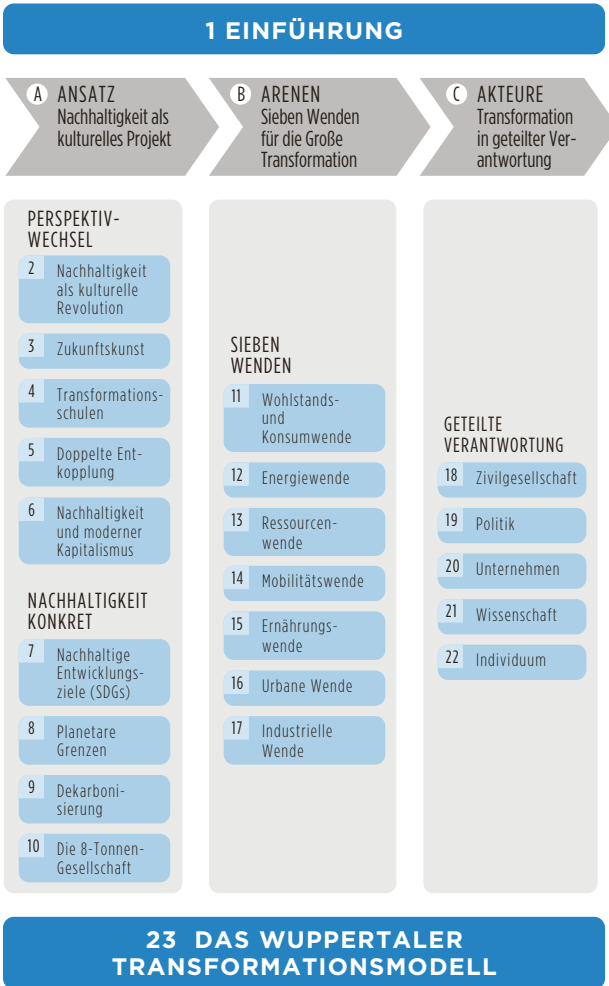 1 EINFÜHRUNG
A ANSATZ
Nachhaltigkeit als
kulturelles Projekt
B ARENEN
Sieben Wenden
für die Große
Transformation
C AKTEURE
Transformation
in geteilter Ver-
antwortung
PERSPEKTIV-
WECHSEL
2 Nachhaltigkeit
als kulturelle
Revolution
3 Zukunftskunst
4 Transformations-
schulen
5 Doppelte Ent-
kopplung
6 Nachhaltigkeit
und moderner
Kapitalismus
NACHHALTIGKEIT
KONKRET
7 Nachhaltige
Entwicklungs-
ziele (SDGs)
8 Planetare
Grenzen
9 Dekarboni-
sierung
10 Die 8-Tonnen-
Gesellschaft
SIEBEN
WENDEN
11 Wohlstands-
und
Konsumwende
12 Energiewende
13 Ressourcen-
wende
14 Mobilitätswende
15 Ernährungs-
wende
16 Urbane Wende
17 Industrielle
Wende
GETEILTE
VERANTWORTUNG
18 Zivilgesellschaft
19 Politik
20 Unternehmen
21 Wissenschaft
22 Individuum
23 DAS WUPPERTALER
TRANSFORMATIONSMODELL